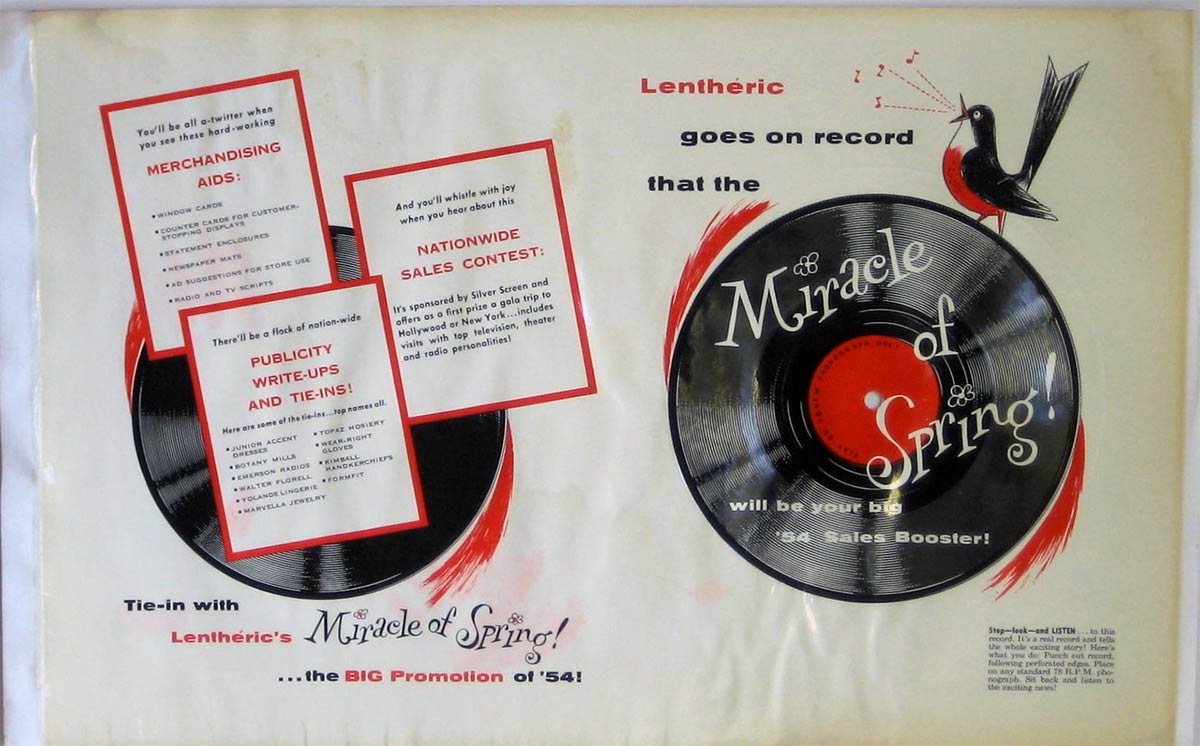 You'll be all a-twitter when
you see these hard-working
MERCHANDISING
AIDS:
• WINDOW CARDS
• COUNTER CARDS FOR CUSTOMER-
STOPPING DISPLAYS
• STATEMENT ENCLOSURES
• NEWSPAPER MATS
• AD SUGGESTIONS FOR STORE USE
• RADIO AND TV SCRIPTS
And you'll whistle with joy
when you hear about this
NATIONWIDE
SALES CONTEST:
It's sponsored by Silver Screen and
offers as a first prize a gala trip to
Hollywood or New York...includes
visits with top television, theater
and radio personalities!
There'll be a flock of nation-wide
PUBLICITY
WRITE-UPS
AND TIE-INS!
Here are some of the tie-ins...top names all.
• JUNIOR ACCENT
DRESSES
• BOTANY MILLS
• EMERSON RADIOS
• WALTER FLORELL
• YOLANDE LINGERIE
• MARVELLA JEWELRY
• TOPAZ HOSIERY
• WEAR-RIGHT
GLOVES
• KIMBALL
HANDKERCHIEFS
• FORMFIT
Tie-in with
Lenthéric's Miracle of Spring!
...the BIG Promotion of '54!
Lenthéric
goes on record
that the
Miracle
of
Spring!
PHONOGRAPH ONLY
will be your big
'54 Sales Booster!
Stop—look—and LISTEN...to this
record. It's a real record and tells
the whole exciting story! Here's
what you do: Punch out record,
following perforated edges. Place
on any standard 78 R.P.M. pho-
nograph. Sit back and listen to
the exciting news!